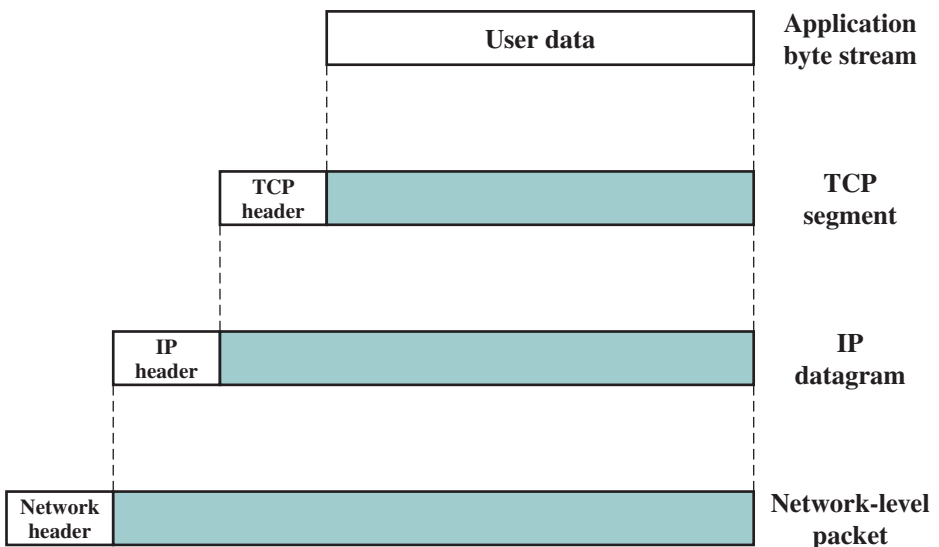 User data
Application
byte stream
TCP
header
TCP
segment
IP
header
IP
datagram
Network
header
Network-level
packet